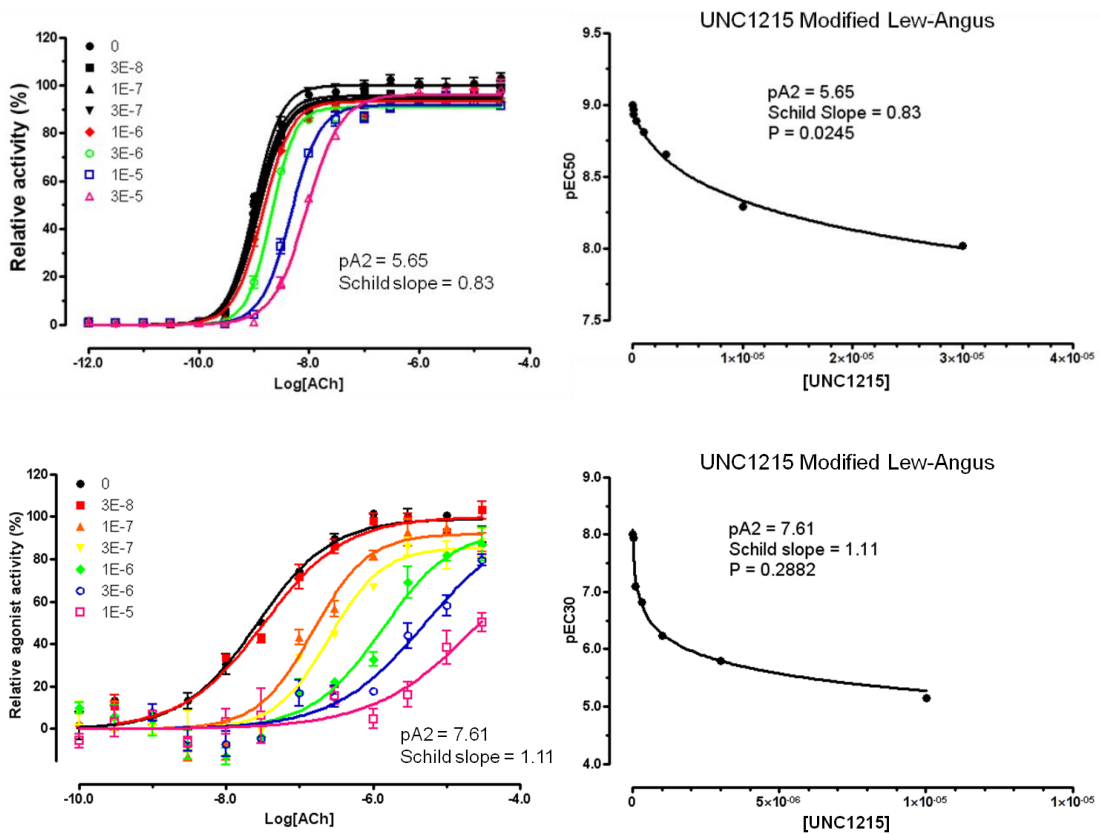 120
100
80
60
40
20
0
Relative activity (%)
0
3E-8
1E-7
3E-7
1E-6
3E-6
1E-5
3E-5
pA2 = 5.65
Schild slope = 0.83
-12.0
-10.0
-8.0
-6.0
-4.0
Log[ACh]
UNC1215 Modified Lew-Angus
9.5
9.0
8.5
8.0
7.5
pEC50
pA2 = 5.65
Schild Slope = 0.83
P = 0.0245
0
1×10-05
2×10-05
3×10-05
4×10-05
[UNC1215]
120
100
80
60
40
20
0
Relative agonist activity (%)
0
3E-8
1E-7
3E-7
1E-6
3E-6
1E-5
pA2 = 7.61
Schild slope = 1.11
-10.0
-8.0
-6.0
-4.0
Log[ACh]
UNC1215 Modified Lew-Angus
9.0
8.0
7.0
6.0
5.0
4.0
pEC30
pA2 = 7.61
Schild slope = 1.11
P = 0.2882
0
5×10-06
1×10-05
1×10-05
[UNC1215]